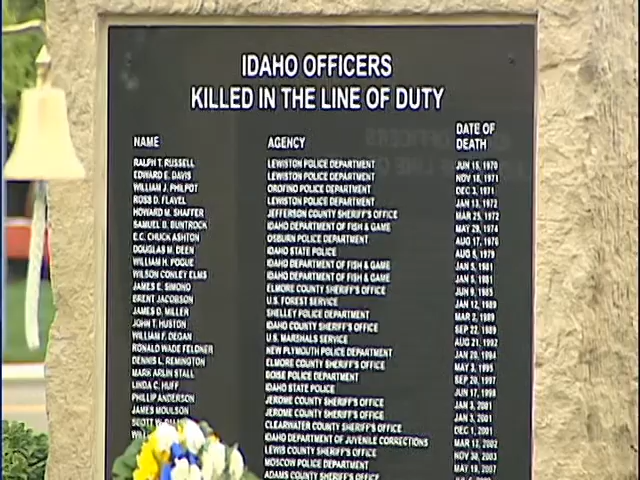 IDAHO OFFICERS
KILLED IN THE LINE OF DUTY
NAME AGENCY DATE OF DEATH
RALPH T. RUSSELL LEWISTON POLICE DEPARTMENT JUN 15, 1970
EDWARD E. DAVIS LEWISTON POLICE DEPARTMENT NOV 18, 1971
WILLIAM J. PHILPOT OROFINO POLICE DEPARTMENT DEC 3, 1971
ROSS D. FLAVEL LEWISTON POLICE DEPARTMENT JAN 13, 1972
HOWARD M. SHAFFER JEFFERSON COUNTY SHERIFF'S OFFICE MAR 25, 1972
SAMUEL B. BUNTROCK IDAHO DEPARTMENT OF FISH & GAME MAY 29, 1974
E.C. CHUCK ASHTON OSBURN POLICE DEPARTMENT AUG 17, 1976
DOUGLAS M. DEEN IDAHO STATE POLICE AUG 5, 1979
WILLIAM H. POGUE IDAHO DEPARTMENT OF FISH & GAME JAN 5, 1981
WILSON CONLEY ELMS IDAHO DEPARTMENT OF FISH & GAME JAN 5, 1981
JAMES E. SIMONO ELMORE COUNTY SHERIFF'S OFFICE JUN 9, 1985
BRENT JACOBSON U.S. FOREST SERVICE JAN 12, 1989
JAMES D. MILLER SHELLEY POLICE DEPARTMENT MAR 2, 1989
JOHN T. HUSTON IDAHO COUNTY SHERIFF'S OFFICE SEP 22, 1989
WILLIAM F. DEGAN U.S. MARSHALS SERVICE AUG 21, 1992
RONALD WADE FELDNER NEW PLYMOUTH POLICE DEPARTMENT JAN 20, 1994
DENNIS L. REMINGTON ELMORE COUNTY SHERIFF'S OFFICE MAY 3, 1995
MARK ARLIN STALL BOISE POLICE DEPARTMENT SEP 20, 1997
LINDA C. HUFF IDAHO STATE POLICE JUN 17, 1998
PHILLIP ANDERSON JEROME COUNTY SHERIFF'S OFFICE JAN 3, 2001
JAMES MOULSON JEROME COUNTY SHERIFF'S OFFICE JAN 3, 2001
SCOTT W. CLEARWATER COUNTY SHERIFF'S OFFICE DEC 1, 2001
IDAHO DEPARTMENT OF JUVENILE CORRECTIONS MAR 12, 2002
LEWIS COUNTY SHERIFF'S OFFICE NOV 30, 2003
MOSCOW POLICE DEPARTMENT MAY 19, 2007
ADAMS COUNTY SHERIFF'S OFFICE